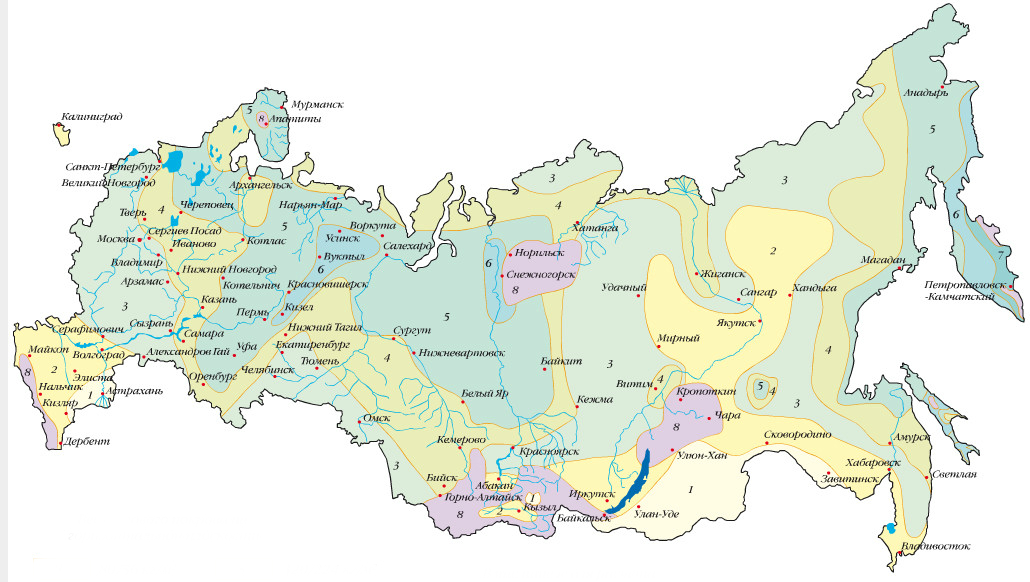 Калининград
Мурманск
5
8
Апатиты
Санкт-Петербург
Великий Новгород
Архангельск
Нарьян-Мар
Тверь
4
Череповец
5
Воркута
Усинск
Салехард
Москва
Сергиев Посад
Иваново
Котлас
Вуктыл
6
Владимир
Нижний Новгород
Арзамас
Котельнич
Красновишерск
3
Казань
Пермь
Кизел
Серафимович
Сызрань
Самара
Нижний Тагил
Майкоп
Волгоград
Александров Гай
Уфа
Екатеринбург
8
2
Элиста
Оренбург
Челябинск
Тюмень
Нальчик
1
Астрахань
Кизляр
Дербент
3
4
Хатанга
6
Норильск
Снежногорск
8
5
Сургут
Нижневартовск
4
Белый Яр
Байкит
Кежма
Омск
Кемерово
Красноярск
3
Бийск
Абакан
Горно-Алтайск
1
2
Кызыл
8
Иркутск
Байкальск
Улан-Уде
1
Улюн-Хан
8
Чара
Кропоткин
Витим
4
3
Мирный
Удачный
Жиганск
Сангар
Якутск
Хандыга
2
3
5
4
3
4
Сковородино
Завитинск
Хабаровск
Амурск
Светлая
Владивосток
Магадан
Анадырь
4
5
6
7
Петропавловск
-Камчатский